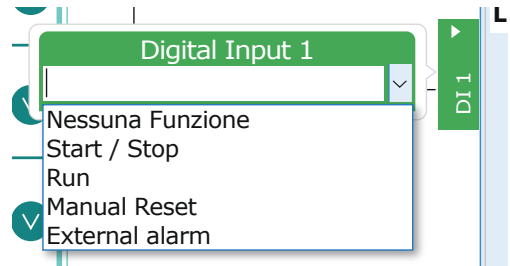 Digital Input 1
Nessuna Funzione
Start / Stop
Run
Manual Reset
External alarm
DI 1
L